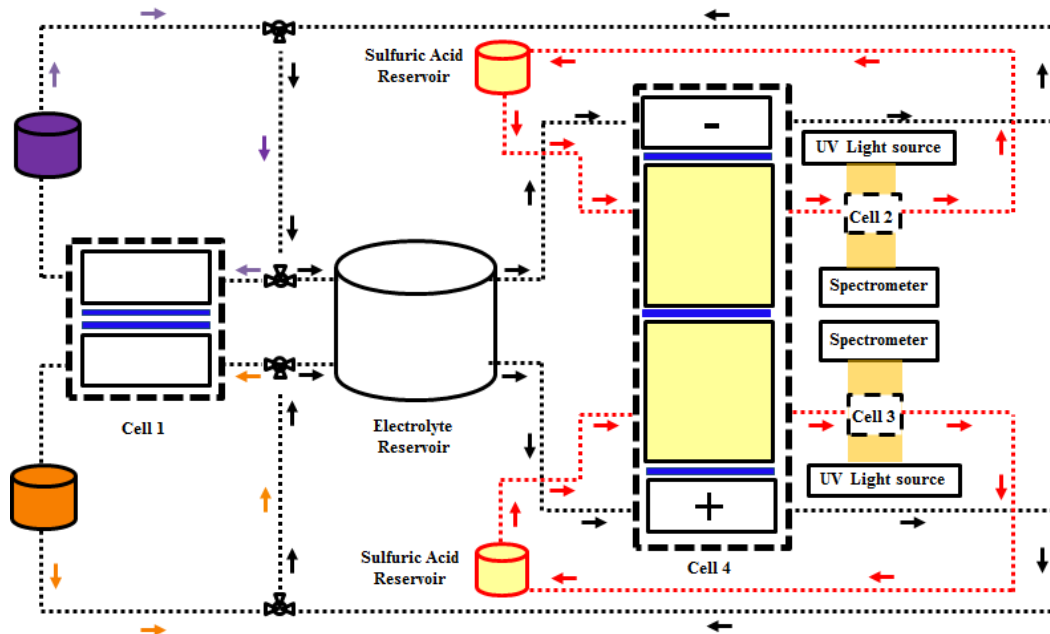 Sulfuric Acid
Reservoir
-
UV Light source
Cell 2
Spectrometer
Spectrometer
Cell 1
Electrolyte
Reservoir
Cell 3
UV Light source
+
Sulfuric Acid
Reservoir
Cell 4